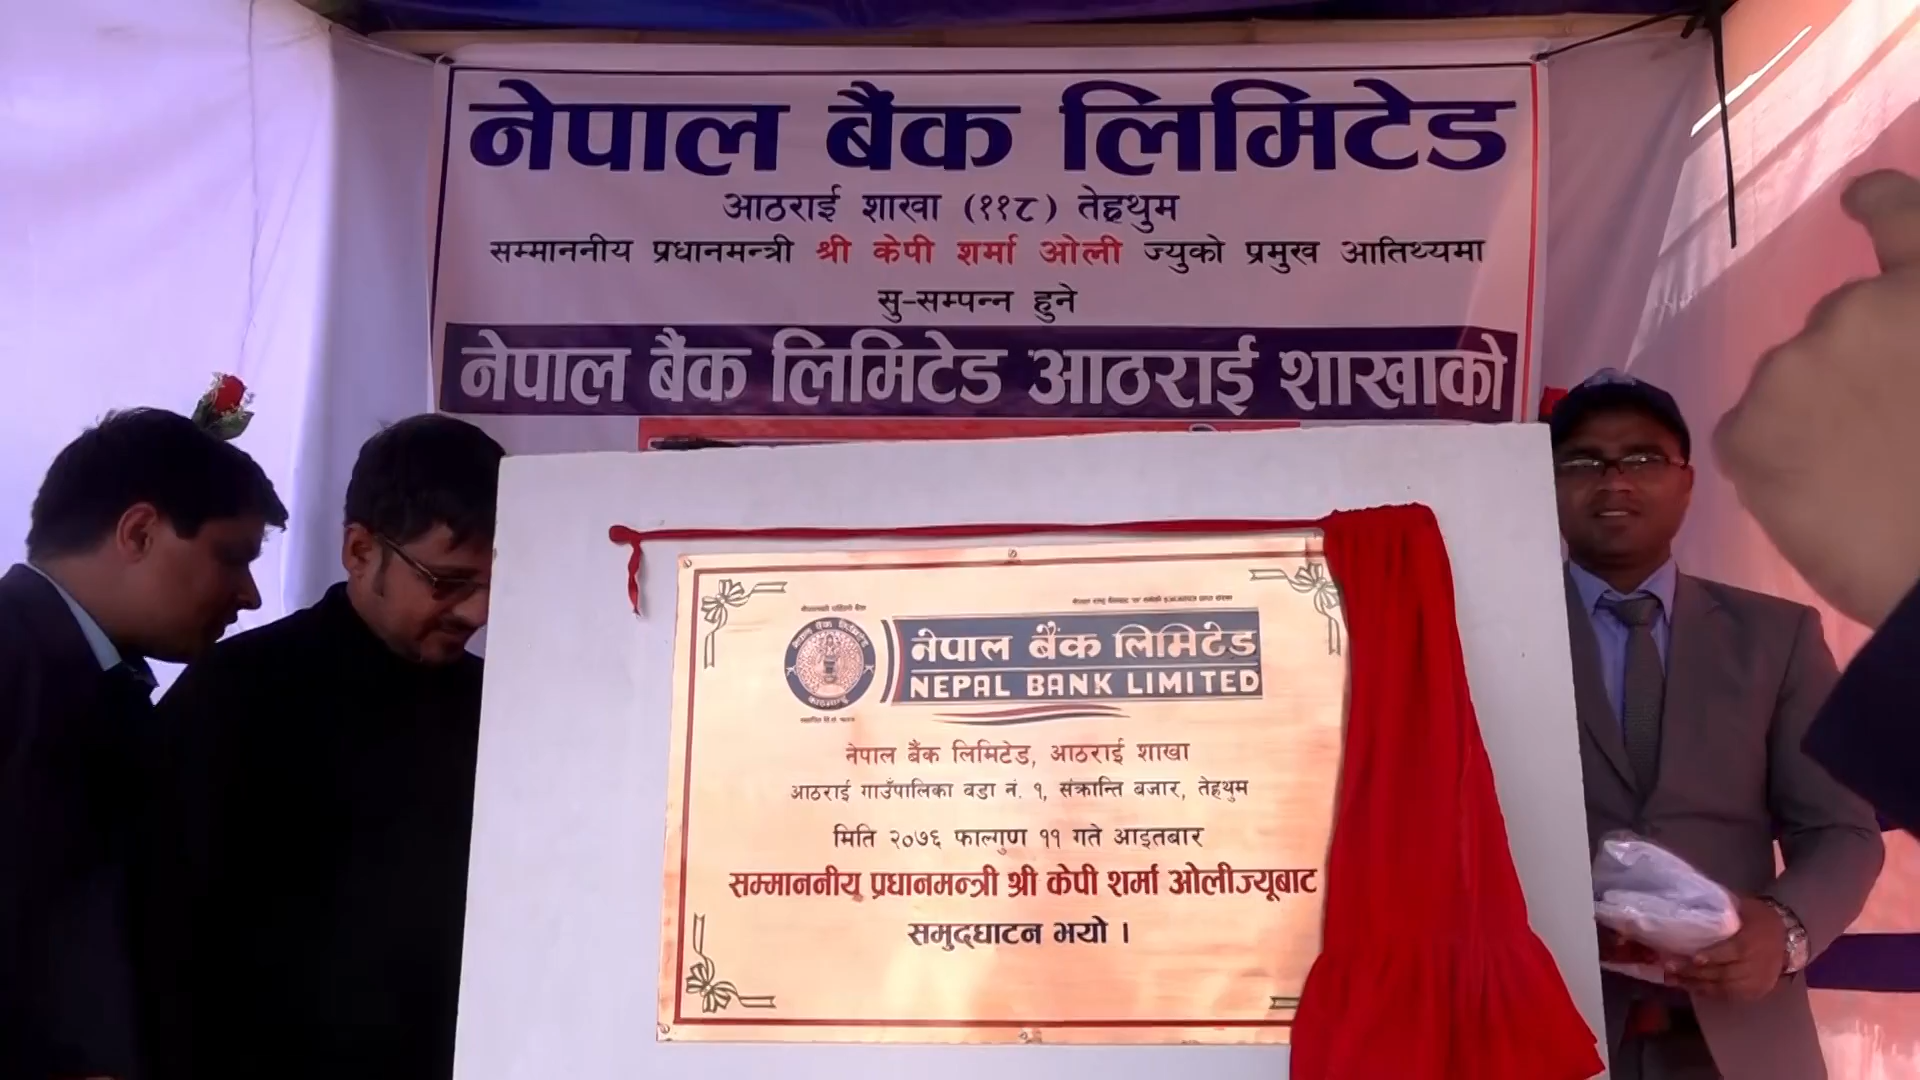 नेपाल बैंक लिमिटेड
आठराई शाखा (११८) तेह्रथुम
सम्माननीय प्रधानमन्त्री श्री केपी शर्मा ओली ज्युको प्रमुख आतिथ्यमा
सु-सम्पन्न हुने
नेपाल बैंक लिमिटेड आठराई शाखाको
नेपाल बैंक लिमिटेड
NEPAL BANK LIMITED
नेपाल बैंक लिमिटेड, आठराई शाखा
आठराई गाउँपालिका वडा नं. १, संक्रान्ति बजार, तेह्रथुम
मिति २०७६ फाल्गुण ११ गते आइतबार
सम्माननीय प्रधानमन्त्री श्री केपी शर्मा ओलीज्यूबाट
समुद्घाटन भयो ।